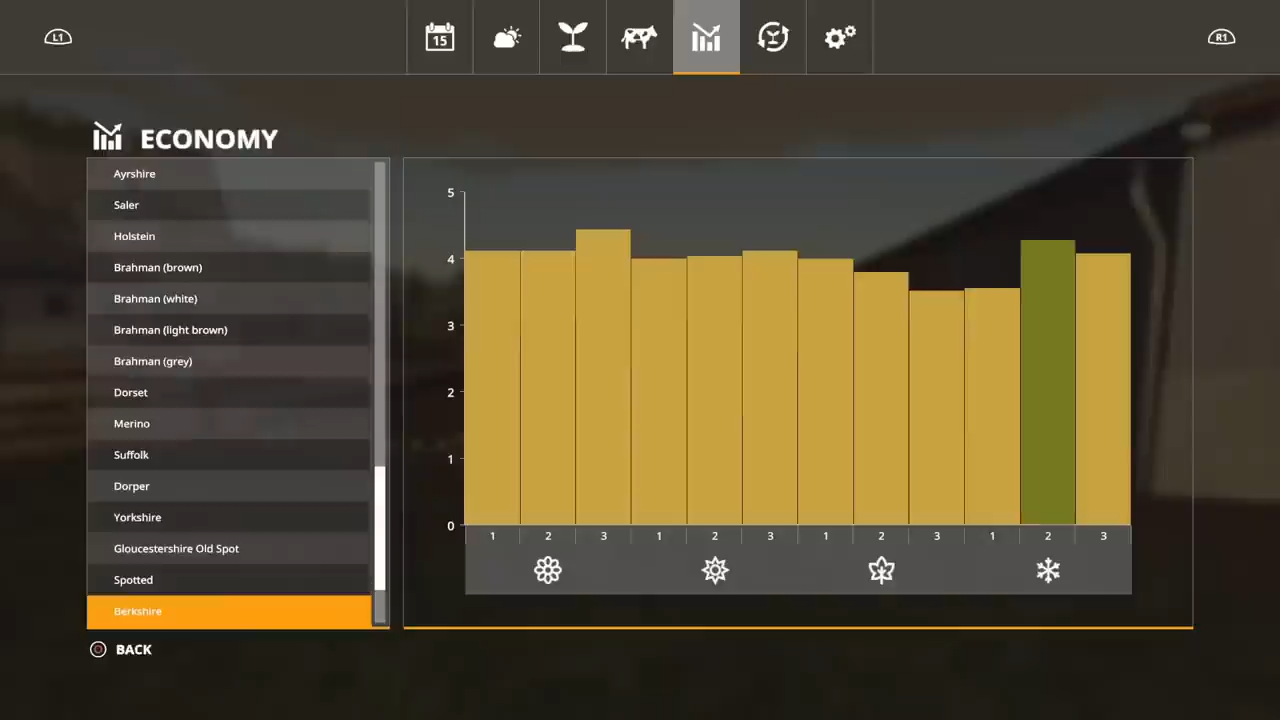 L1
15
R1
ECONOMY
Ayrshire
Saler
Holstein
Brahman (brown)
Brahman (white)
Brahman (light brown)
Brahman (grey)
Dorset
Merino
Suffolk
Dorper
Yorkshire
Gloucestershire Old Spot
Spotted
Berkshire
BACK
5
4
3
2
1
0
1 2 3 1 2 3 1 2 3 1 2 3